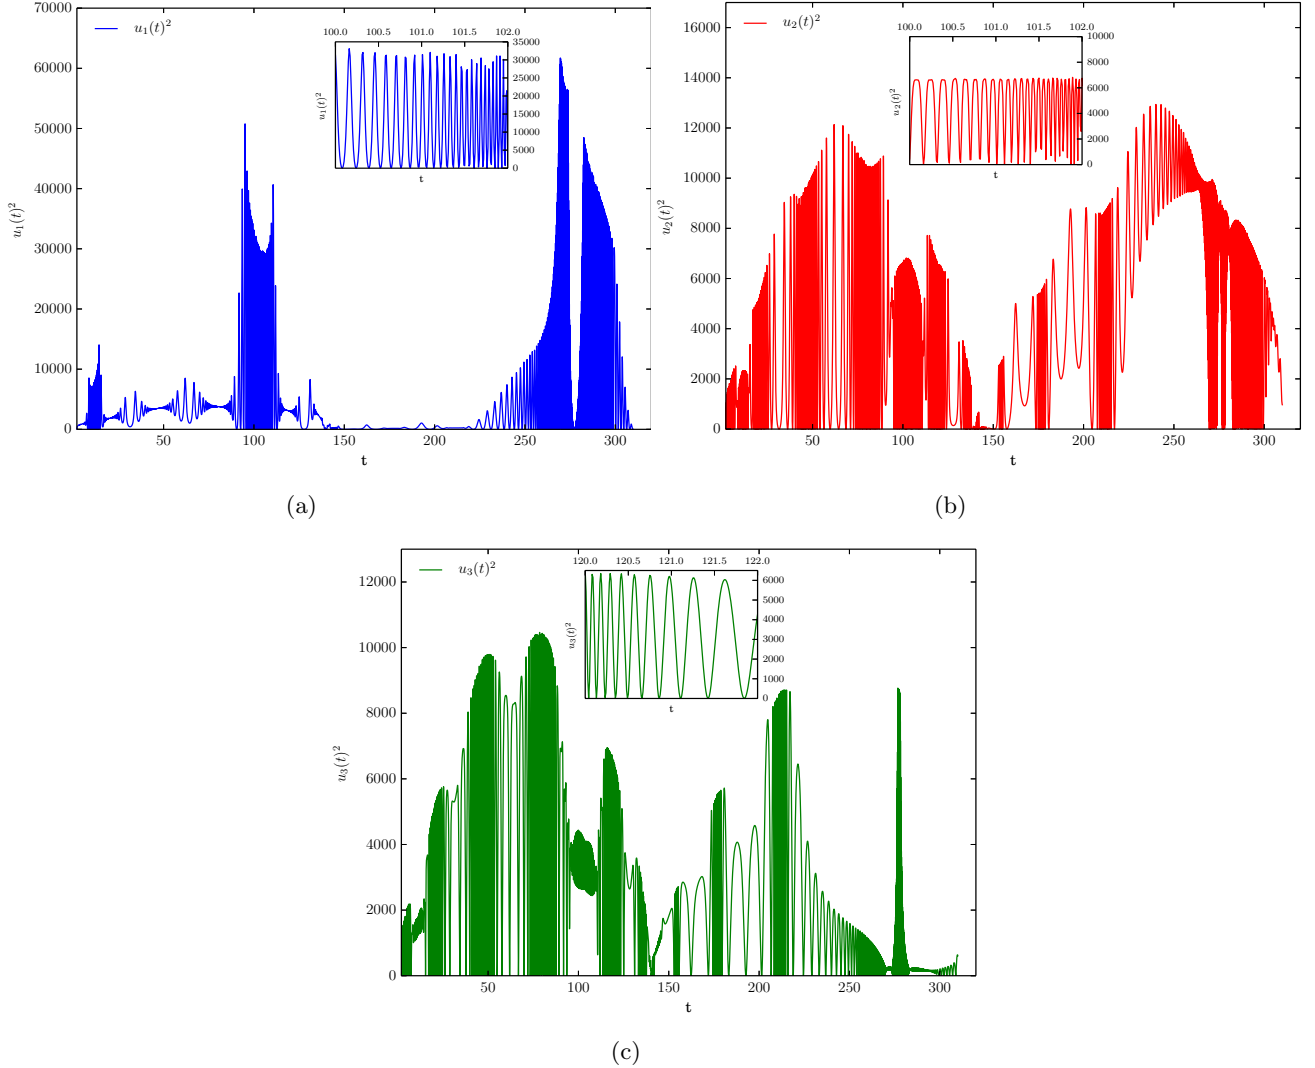 70000
60000
50000
40000
30000
20000
10000
0
50 100 150 200 250 300
t
u₁(t)²
u₁(t)²
100.0 100.5 101.0 101.5 102.0
35000
30000
25000
20000
15000
10000
5000
0
u₁(t)²
t
(a)
16000
14000
12000
10000
8000
6000
4000
2000
0
50 100 150 200 250 300
t
u₂(t)²
u₂(t)²
100.0 100.5 101.0 101.5 102.0
10000
8000
6000
4000
2000
0
u₂(t)²
t
(b)
12000
10000
8000
6000
4000
2000
0
50 100 150 200 250 300
t
u₃(t)²
u₃(t)²
120.0 120.5 121.0 121.5 122.0
6000
5000
4000
3000
2000
1000
0
u₃(t)²
t
(c)